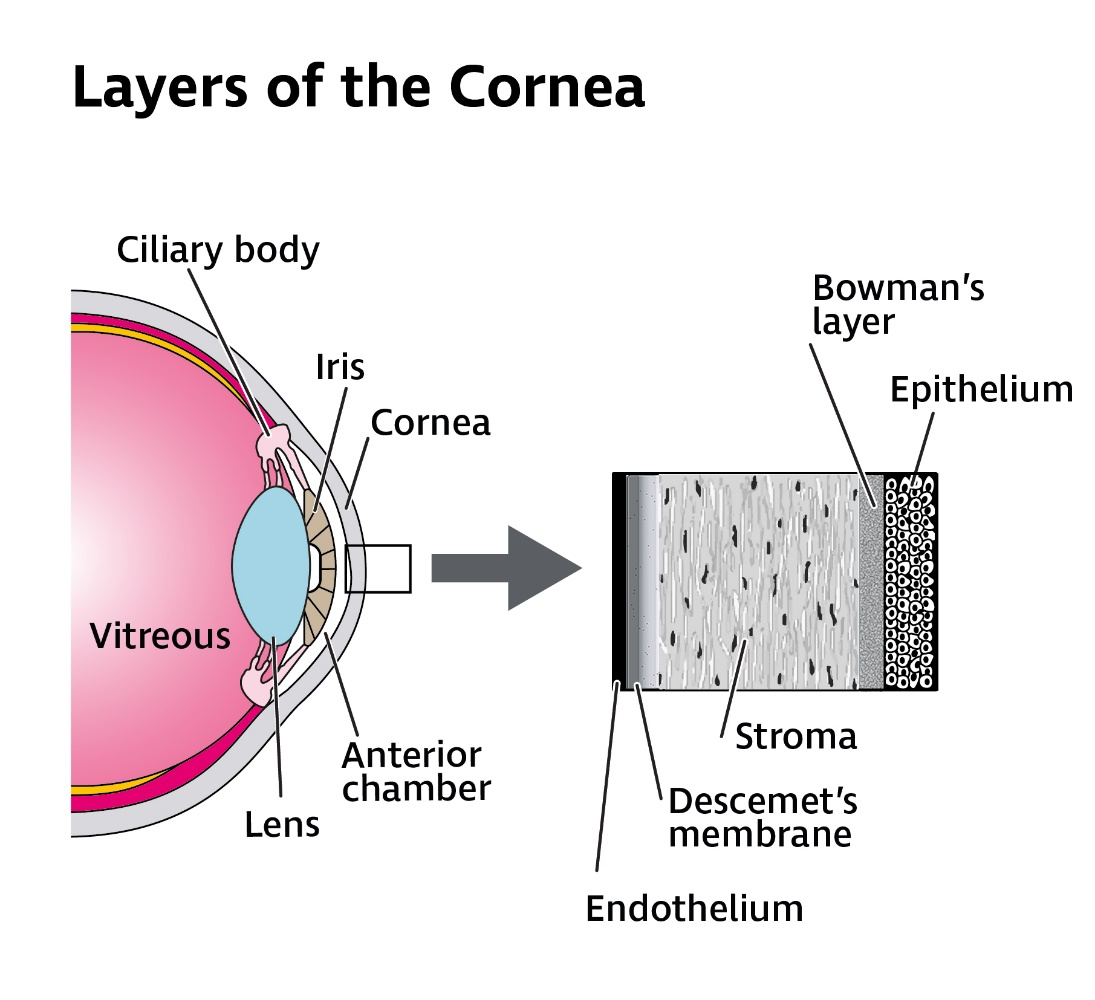 Layers of the Cornea
Ciliary body
Iris
Cornea
Vitreous
Anterior
chamber
Lens
Bowman’s
layer
Epithelium
Stroma
Descemet’s
membrane
Endothelium